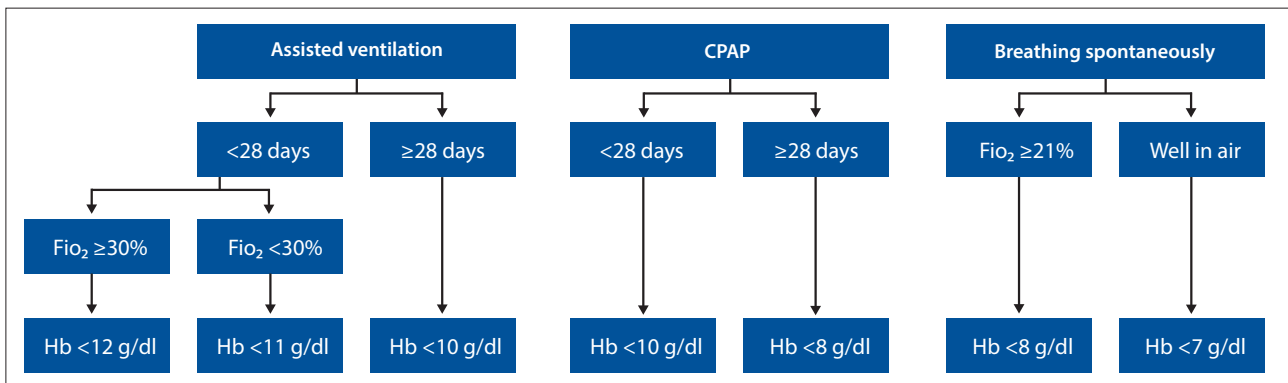 Assisted ventilation
CPAP
Breathing spontaneously
<28 days
≥28 days
<28 days
≥28 days
Fio₂ ≥21%
Well in air
Fio₂ ≥30%
Fio₂ <30%
Hb <12 g/dl
Hb <11 g/dl
Hb <10 g/dl
Hb <10 g/dl
Hb <8 g/dl
Hb <8 g/dl
Hb <7 g/dl